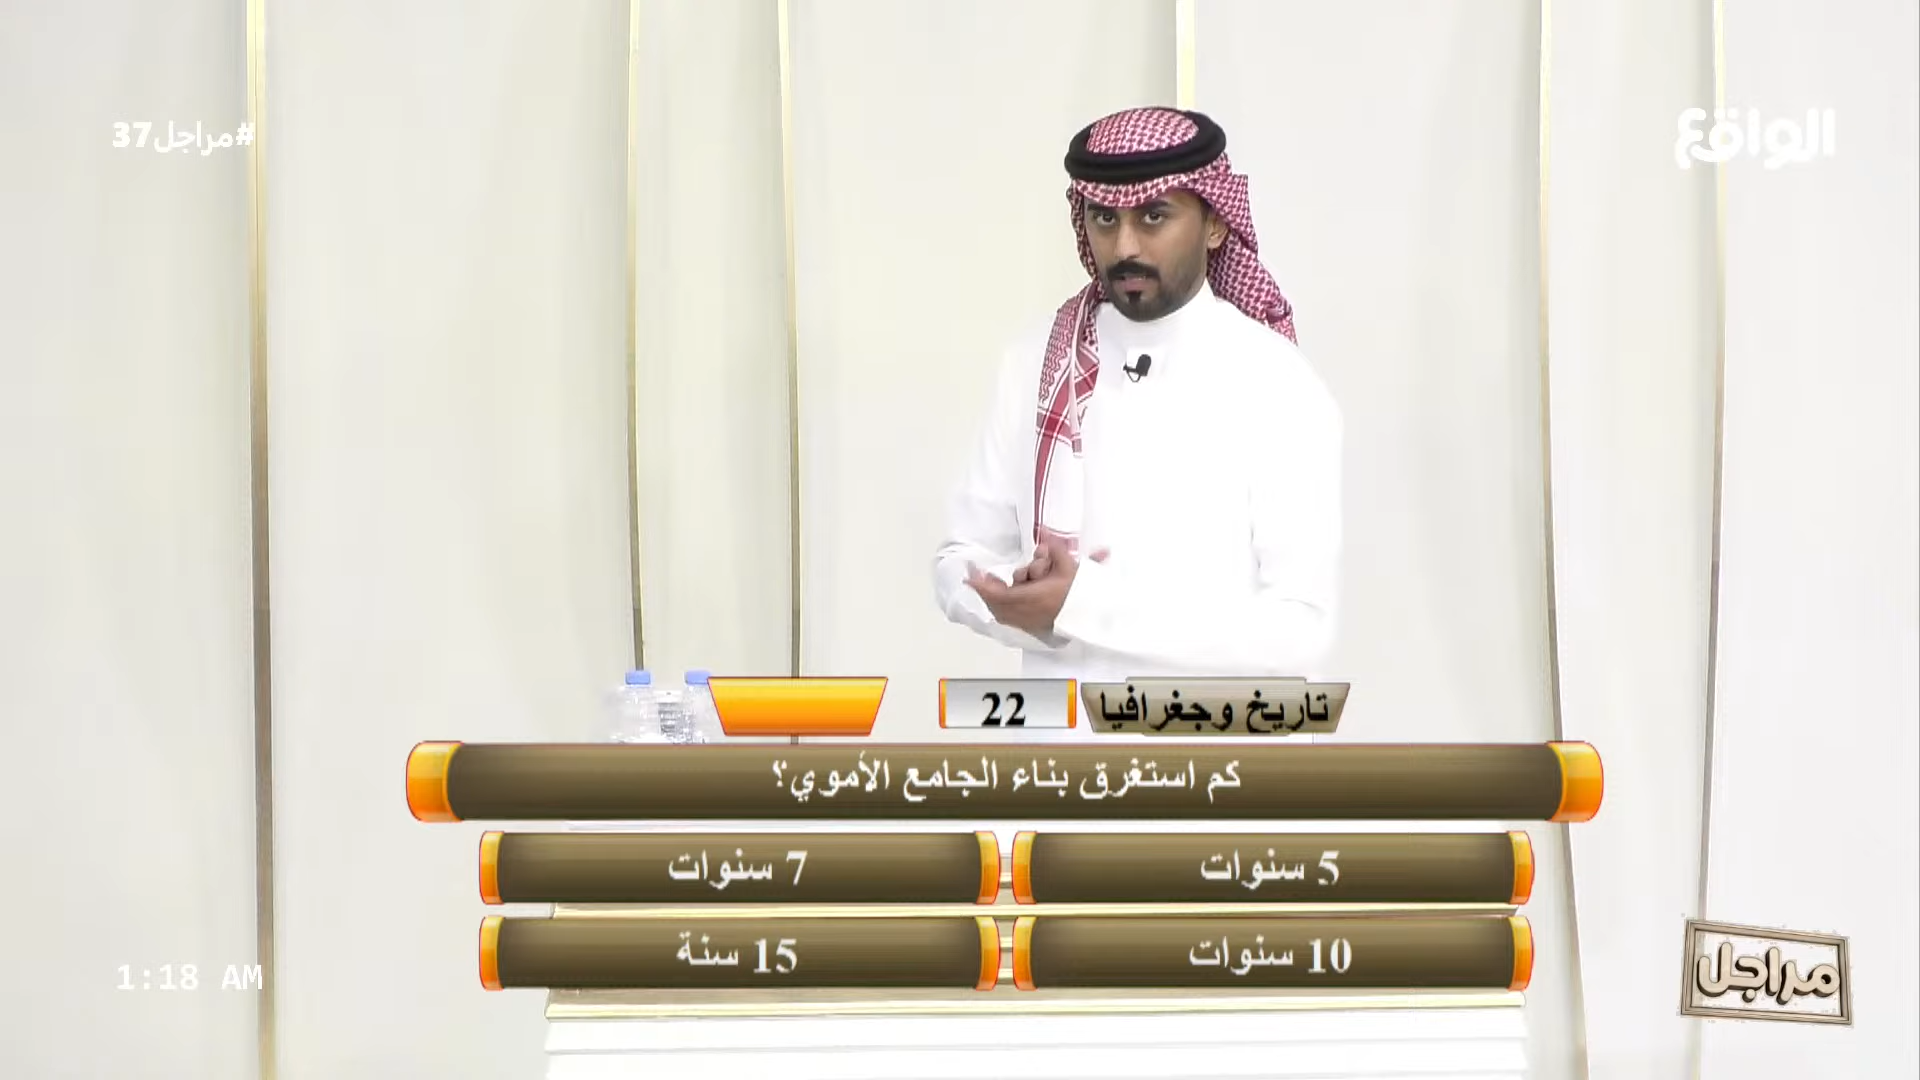 #مراجل37
الواقع
تاريخ وجغرافيا
22
كم استغرق بناء الجامع الأموي؟
5 سنوات
7 سنوات
10 سنوات
15 سنة
1:18 AM
مراجل